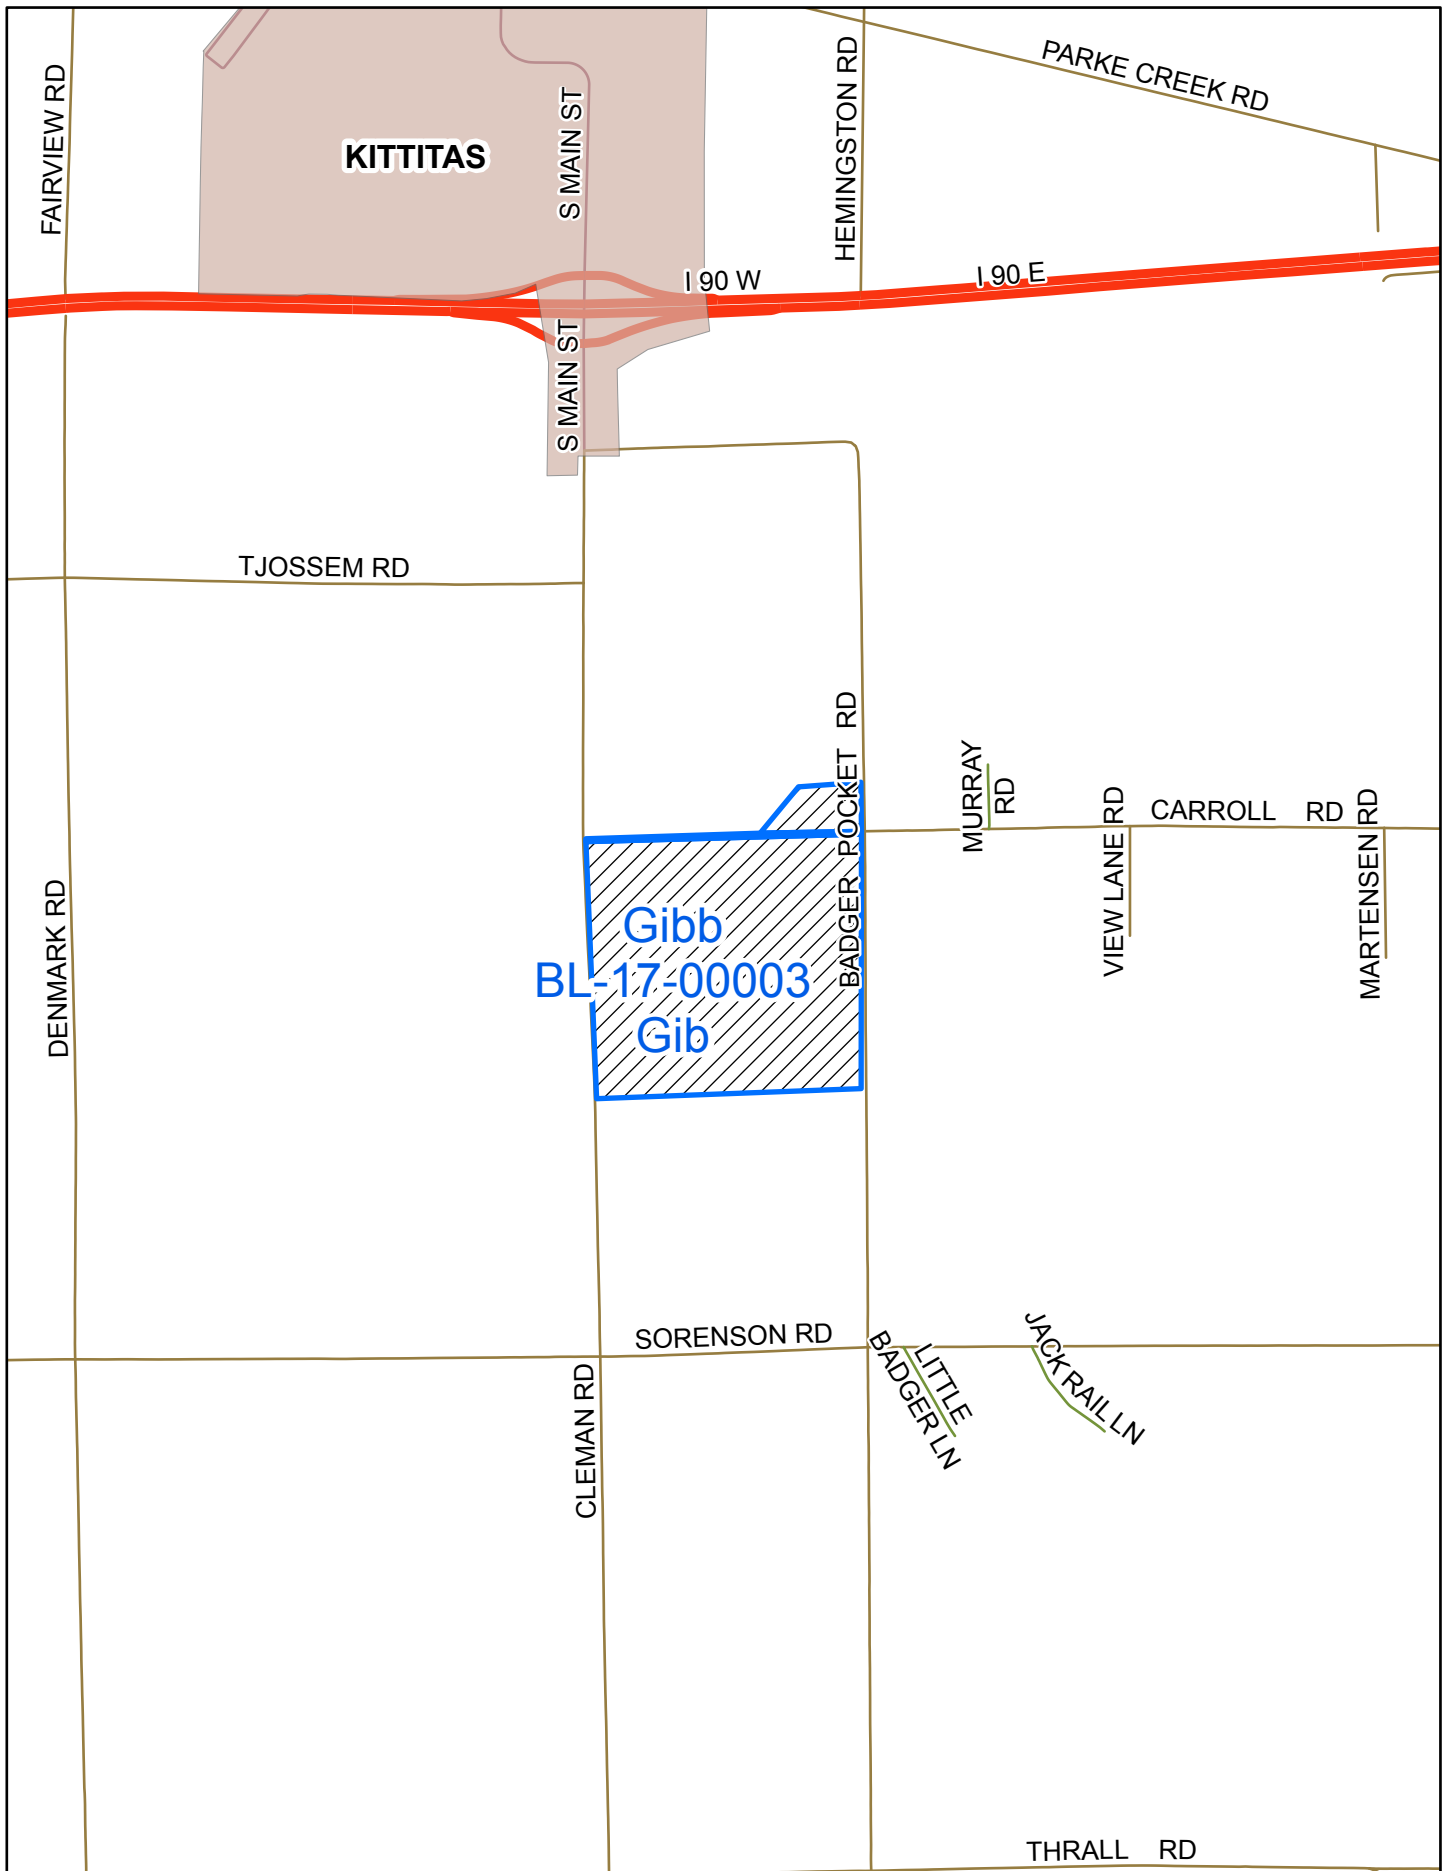 PARKE CREEK RD
FAIRVIEW RD
HEMINGSTON RD
S MAIN ST
KITTITAS
I 90 W
I 90 E
S MAIN ST
TJOSSEM RD
BADGER POCKET RD
MURRAY
RD
VIEW LANE RD
CARROLL RD
MARTENSEN RD
DENMARK RD
Gibb
BL-17-00003
Gib
SORENSON RD
LITTLE
BADGER LN
JACK RAIL LN
CLEMAN RD
THRALL RD